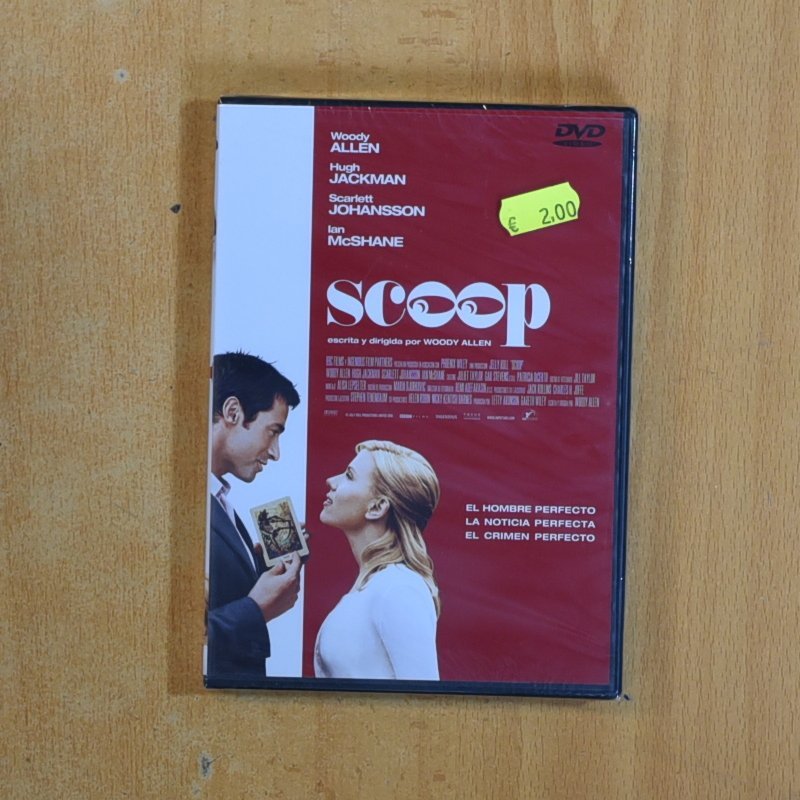 DVD
VIDEO
Woody
ALLEN
Hugh
JACKMAN
Scarlett
JOHANSSON
Ian
McSHANE
€ 2,00
scoop
escrita y dirigida por WOODY ALLEN
EL HOMBRE PERFECTO
LA NOTICIA PERFECTA
EL CRIMEN PERFECTO